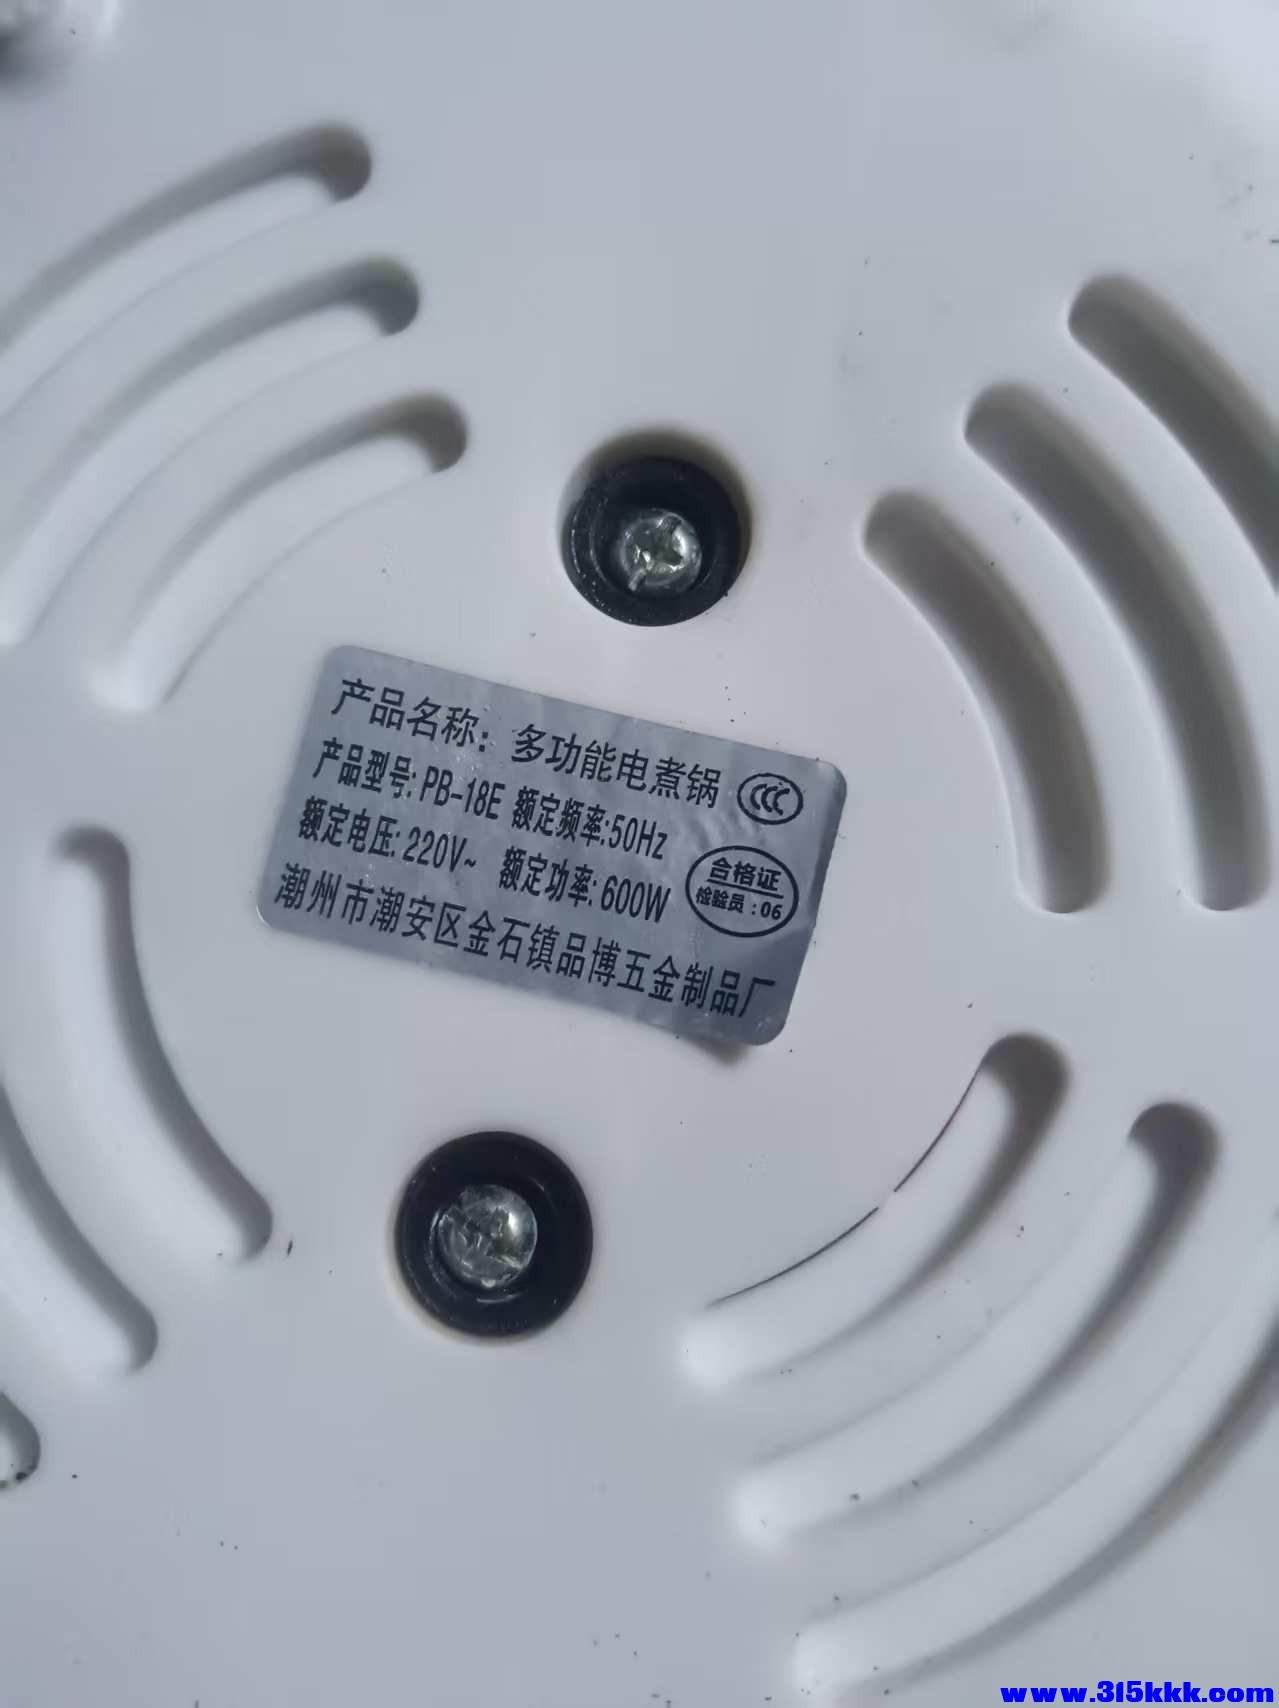 产品名称：多功能电煮锅
CCC
产品型号：PB-18E 额定频率：50Hz
额定电压：220V~ 额定功率：600W
合格证
检验员：06
潮州市潮安区金石镇品博五金制品厂
www.315kkk.com